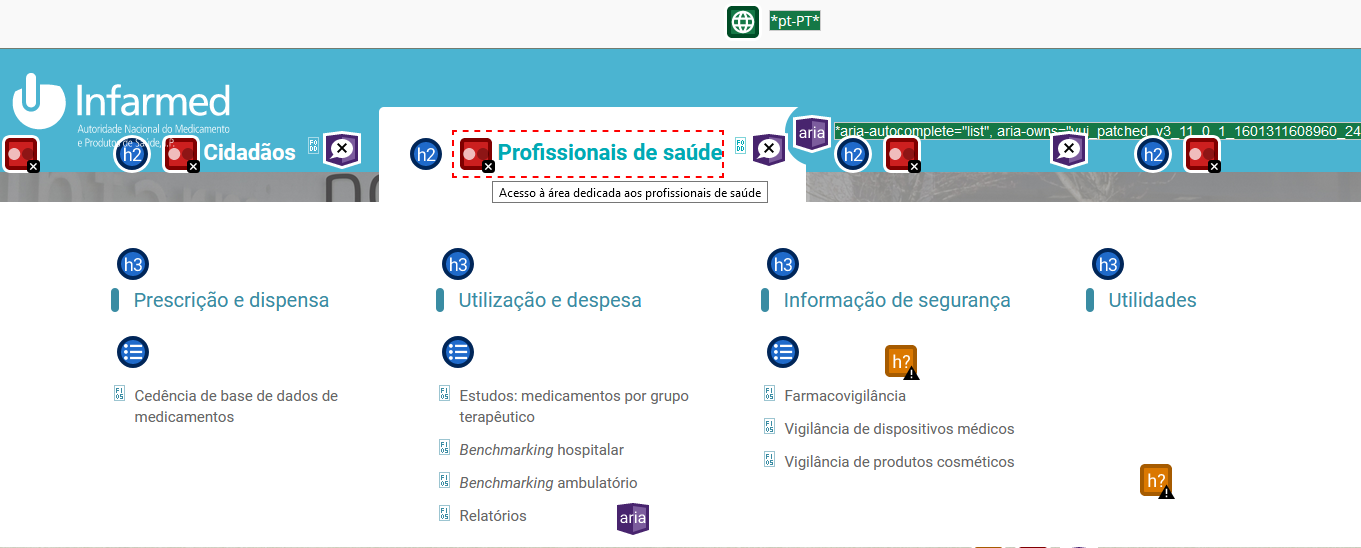 *pt-PT*
Infarmed
Autoridade Nacional do Medicamento
e Produtos de Saúde, I.P.
aria
*aria-autocomplete="list", aria-owns="yui_patched_v3_11_0_1_1601311608960_24
h2
Cidadãos
h2
Profissionais de saúde
h2
h2
Acesso à área dedicada aos profissionais de saúde
h3
h3
h3
h3
Prescrição e dispensa
Utilização e despesa
Informação de segurança
Utilidades
h?
Cedência de base de dados de
medicamentos
Estudos: medicamentos por grupo
terapêutico
Benchmarking hospitalar
Benchmarking ambulatório
Relatórios
aria
Farmacovigilância
Vigilância de dispositivos médicos
Vigilância de produtos cosméticos
h?